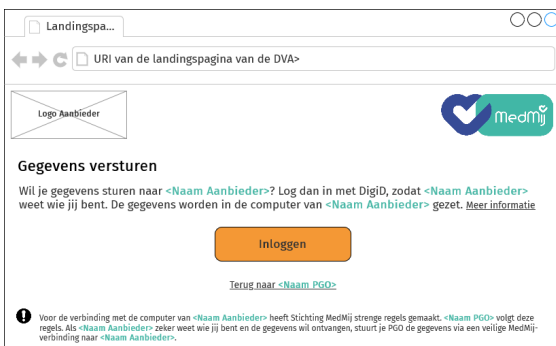 Landingspa...
URI van de landingspagina van de DVA>
Logo Aanbieder
MedMij
Gegevens versturen
Wil je gegevens sturen naar <Naam Aanbieder>? Log dan in met DigiD, zodat <Naam Aanbieder>
weet wie jij bent. De gegevens worden in de computer van <Naam Aanbieder> gezet. Meer informatie
Inloggen
Terug naar <Naam PGO>
Voor de verbinding met de computer van <Naam Aanbieder> heeft Stichting MedMij strenge regels gemaakt. <Naam PGO> volgt deze
regels. Als <Naam Aanbieder> zeker weet wie jij bent en de gegevens wil ontvangen, stuurt je PGO de gegevens via een veilige MedMij-
verbinding naar <Naam Aanbieder>.